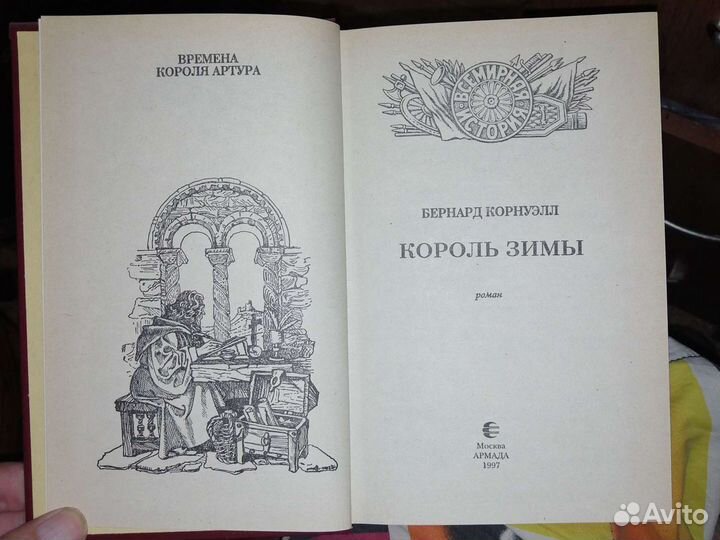 ВРЕМЕНА
КОРОЛЯ АРТУРА
ВСЕМИРНАЯ
ИСТОРИЯ
БЕРНАРД КОРНУЭЛЛ
КОРОЛЬ ЗИМЫ
роман
Москва
АРМАДА
1997
Avito